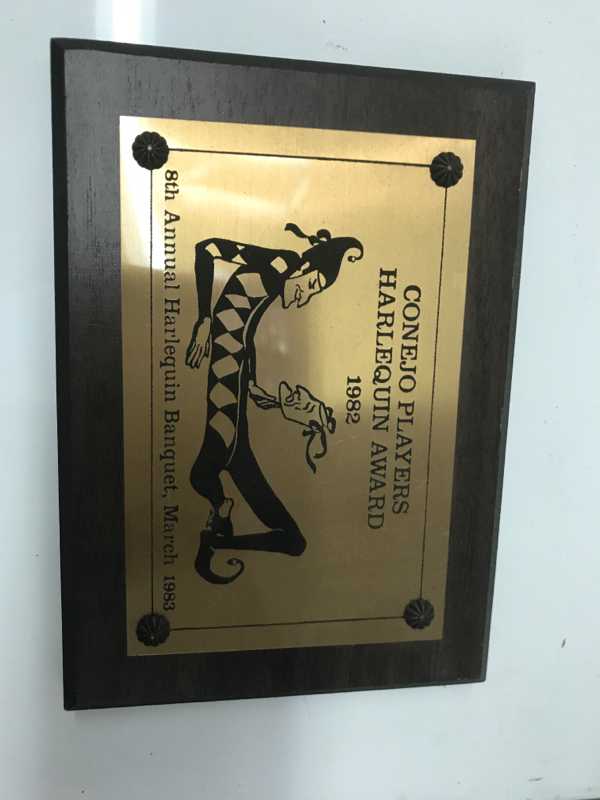 CONEJO PLAYERS
HARLEQUIN AWARD
1982
8th Annual Harlequin Banquet, March 1983